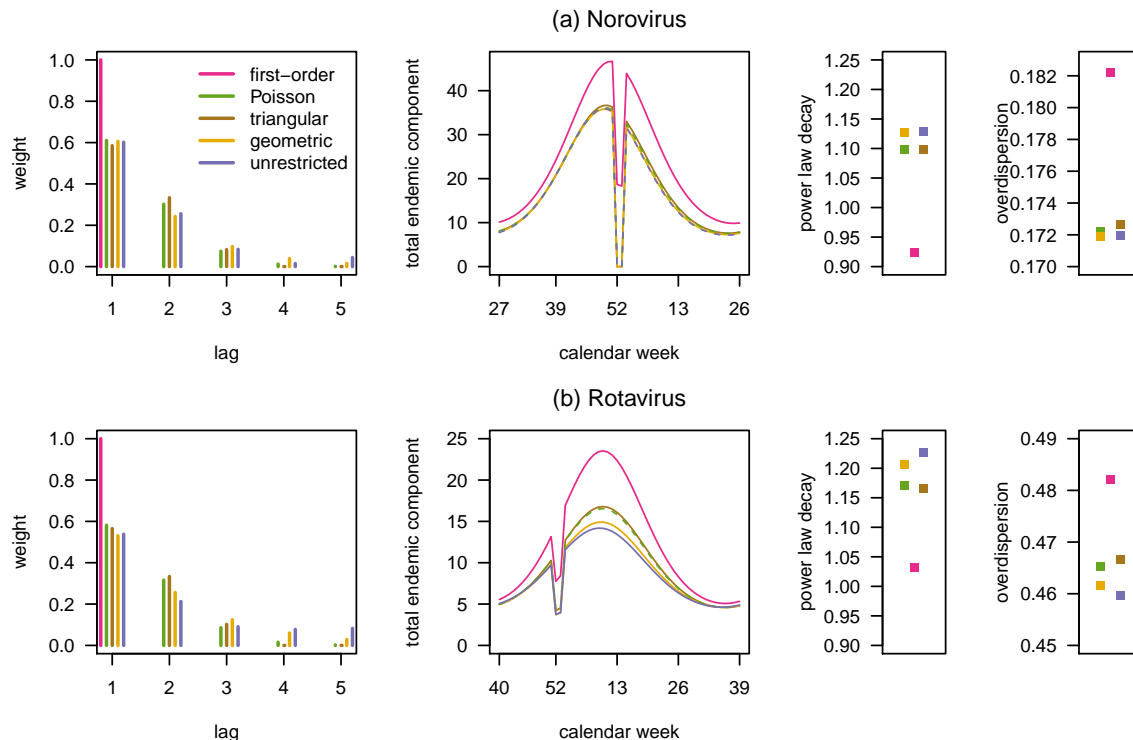 (a) Norovirus
weight
0.0
0.2
0.4
0.6
0.8
1.0
first−order
Poisson
triangular
geometric
unrestricted
1 2 3 4 5
lag
total endemic component
0
10
20
30
40
27 39 52 13 26
calendar week
power law decay
0.90
0.95
1.00
1.05
1.10
1.15
1.20
1.25
overdispersion
0.170
0.172
0.174
0.176
0.178
0.180
0.182
(b) Rotavirus
weight
0.0
0.2
0.4
0.6
0.8
1.0
1 2 3 4 5
lag
total endemic component
0
5
10
15
20
25
40 52 13 26 39
calendar week
power law decay
0.90
0.95
1.00
1.05
1.10
1.15
1.20
1.25
overdispersion
0.45
0.46
0.47
0.48
0.49